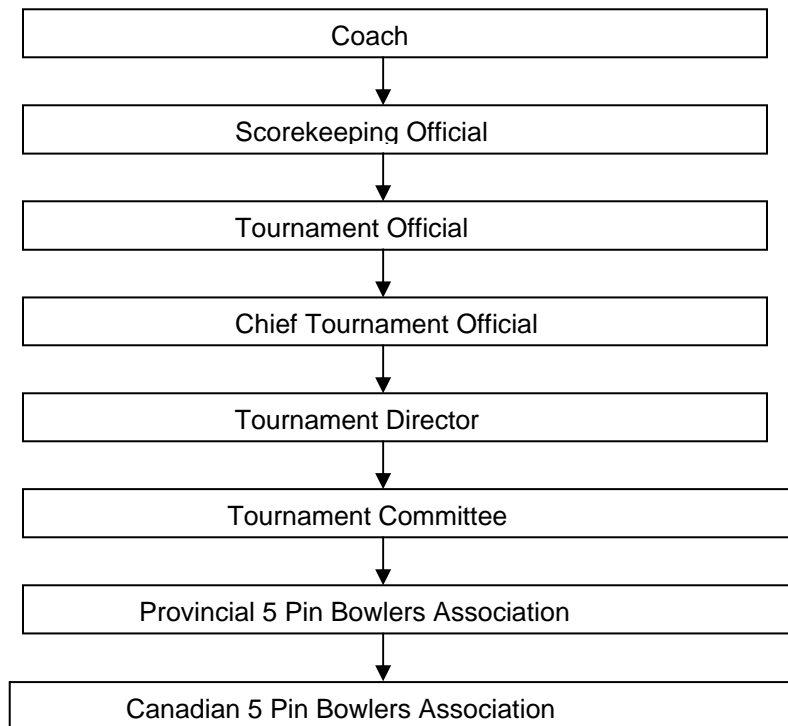 Coach
Scorekeeping Official
Tournament Official
Chief Tournament Official
Tournament Director
Tournament Committee
Provincial 5 Pin Bowlers Association
Canadian 5 Pin Bowlers Association